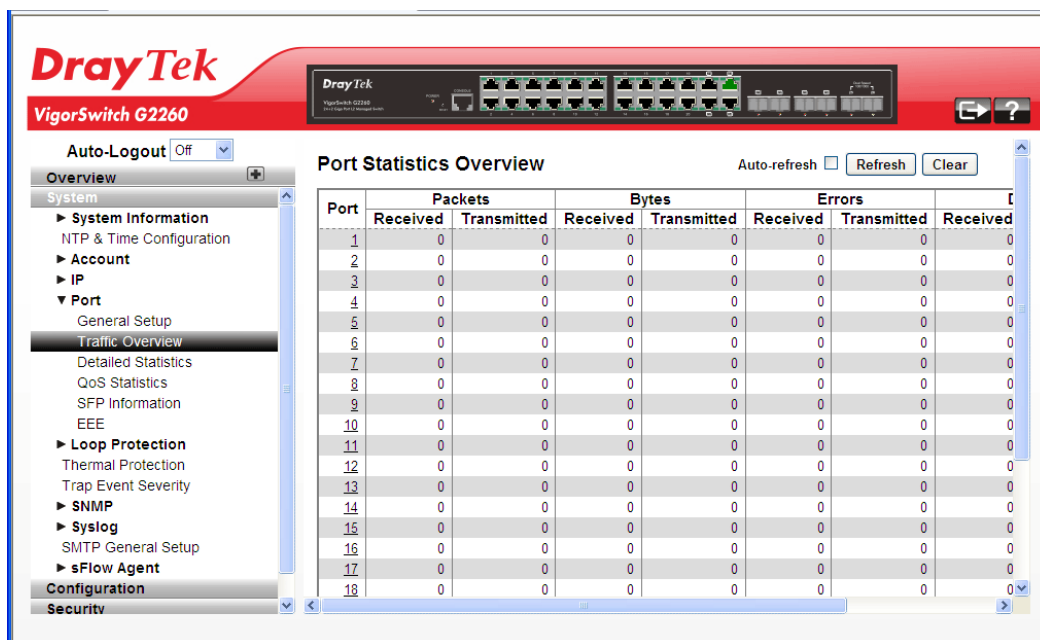 DrayTek
VigorSwitch G2260
DrayTek
VigorSwitch G2260
Auto-Logout Off
Overview
System
System Information
NTP & Time Configuration
Account
IP
Port
General Setup
Traffic Overview
Detailed Statistics
QoS Statistics
SFP Information
EEE
Loop Protection
Thermal Protection
Trap Event Severity
SNMP
Syslog
SMTP General Setup
sFlow Agent
Configuration
Security
Port Statistics Overview
Auto-refresh Refresh Clear
Port Packets Bytes Errors
Received Transmitted Received Transmitted Received Transmitted Received
1 0 0 0 0 0 0 0
2 0 0 0 0 0 0 0
3 0 0 0 0 0 0 0
4 0 0 0 0 0 0 0
5 0 0 0 0 0 0 0
6 0 0 0 0 0 0 0
7 0 0 0 0 0 0 0
8 0 0 0 0 0 0 0
9 0 0 0 0 0 0 0
10 0 0 0 0 0 0 0
11 0 0 0 0 0 0 0
12 0 0 0 0 0 0 0
13 0 0 0 0 0 0 0
14 0 0 0 0 0 0 0
15 0 0 0 0 0 0 0
16 0 0 0 0 0 0 0
17 0 0 0 0 0 0 0
18 0 0 0 0 0 0 0